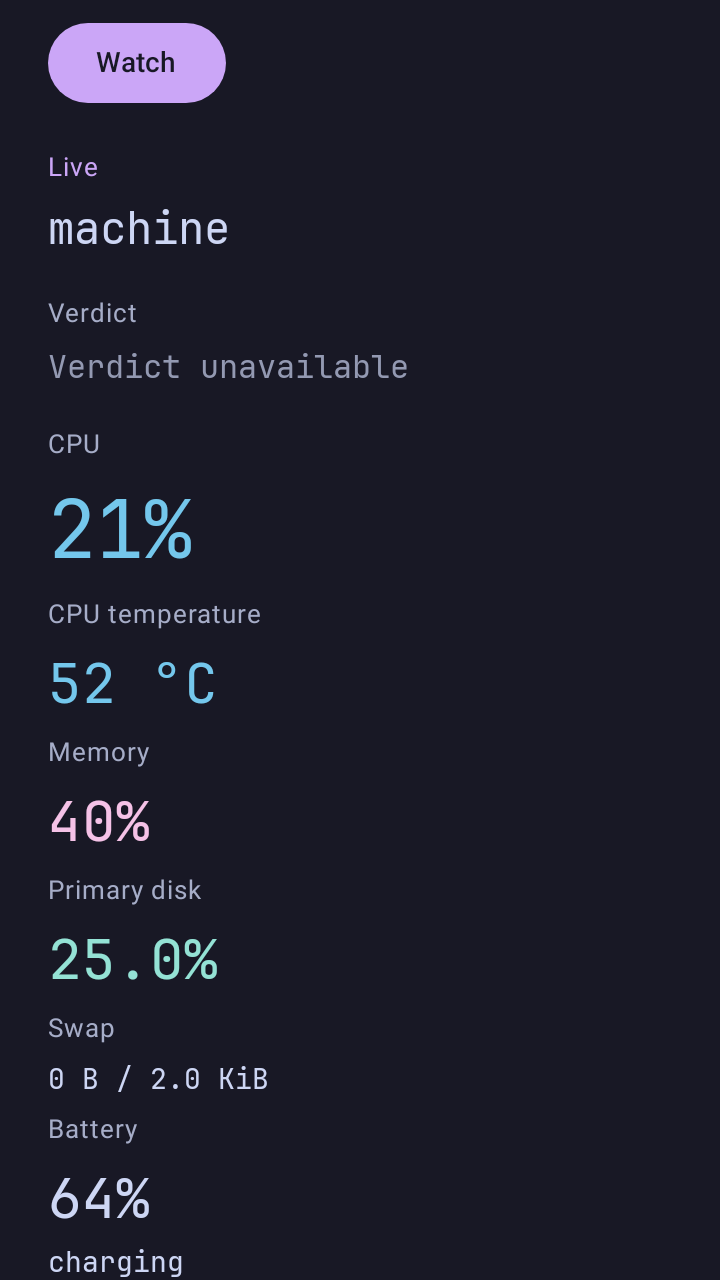 Watch
Live
machine
Verdict
Verdict unavailable
CPU
21%
CPU temperature
52 °C
Memory
40%
Primary disk
25.0%
Swap
0 B / 2.0 KiB
Battery
64%
charging